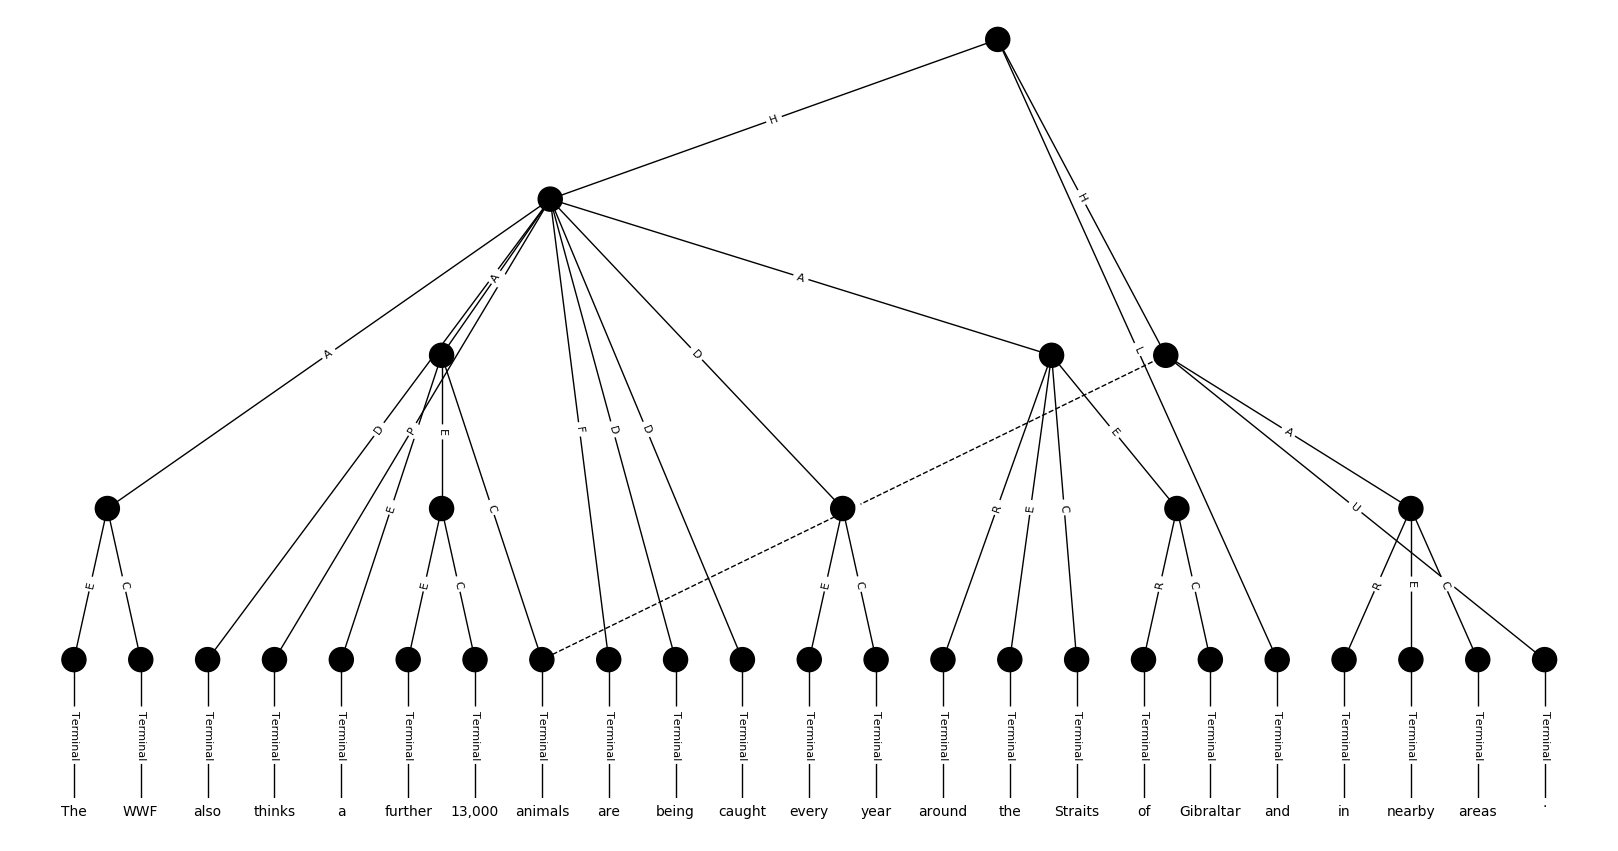 H
H
A
A
L
A
D
D
P
E
F
D
D
E
A
E
C
R
E
C
U
E
C
E
C
E
C
R
C
R
E
C
Terminal Terminal Terminal Terminal Terminal Terminal Terminal Terminal Terminal Terminal Terminal Terminal Terminal Terminal Terminal Terminal Terminal Terminal Terminal Terminal Terminal Terminal Terminal
The WWF also thinks a further 13,000 animals are being caught every year around the Straits of Gibraltar and in nearby areas .